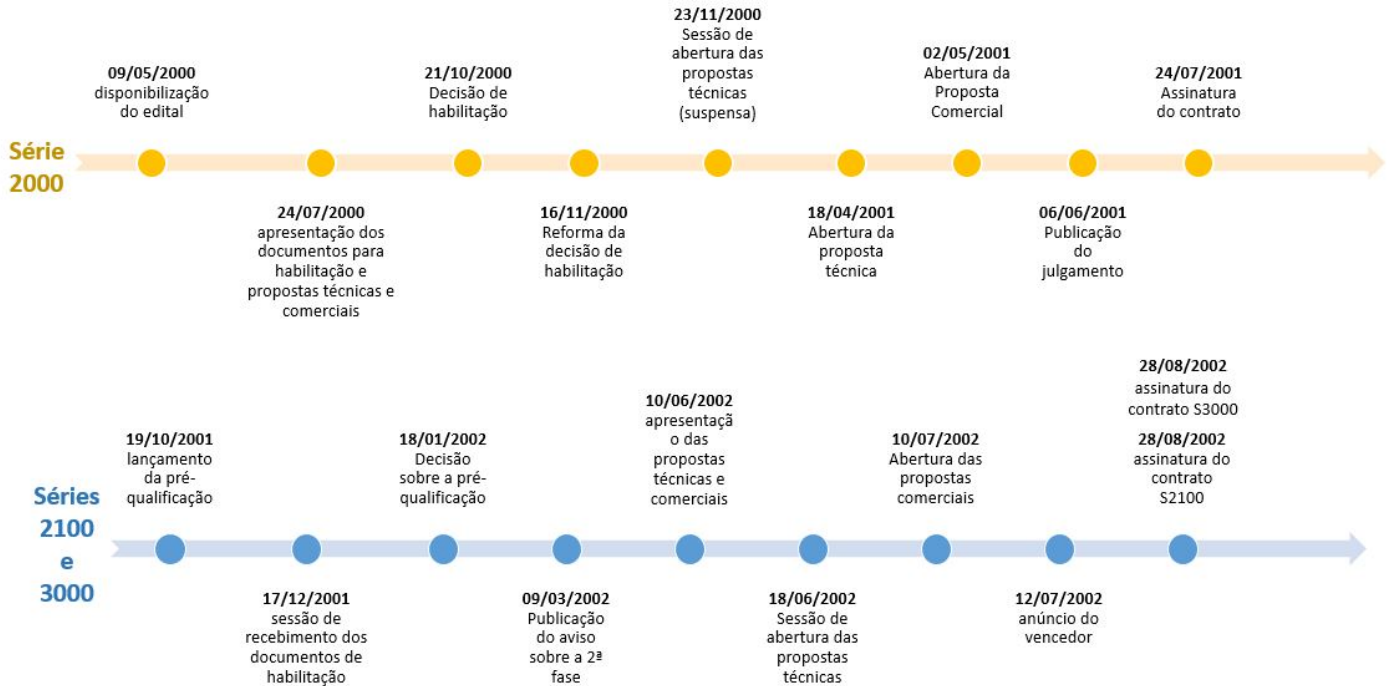 Série
2000
09/05/2000
disponibilização
do edital
24/07/2000
apresentação dos
documentos para
habilitação e
propostas técnicas e
comerciais
21/10/2000
Decisão de
habilitação
16/11/2000
Reforma da
decisão de
habilitação
23/11/2000
Sessão de
abertura das
propostas
técnicas
(suspensa)
18/04/2001
Abertura da
proposta
técnica
02/05/2001
Abertura da
Proposta
Comercial
06/06/2001
Publicação
do
julgamento
24/07/2001
Assinatura
do contrato
Séries
2100
e
3000
19/10/2001
lançamento
da pré-
qualificação
17/12/2001
sessão de
recebimento dos
documentos de
habilitação
18/01/2002
Decisão
sobre a pré-
qualificação
09/03/2002
Publicação
do aviso
sobre a 2ª
fase
10/06/2002
apresentaçã
o das
propostas
técnicas e
comerciais
18/06/2002
Sessão de
abertura das
propostas
técnicas
10/07/2002
Abertura das
propostas
comerciais
12/07/2002
anúncio do
vencedor
28/08/2002
assinatura do
contrato S3000
28/08/2002
assinatura do
contrato
S2100